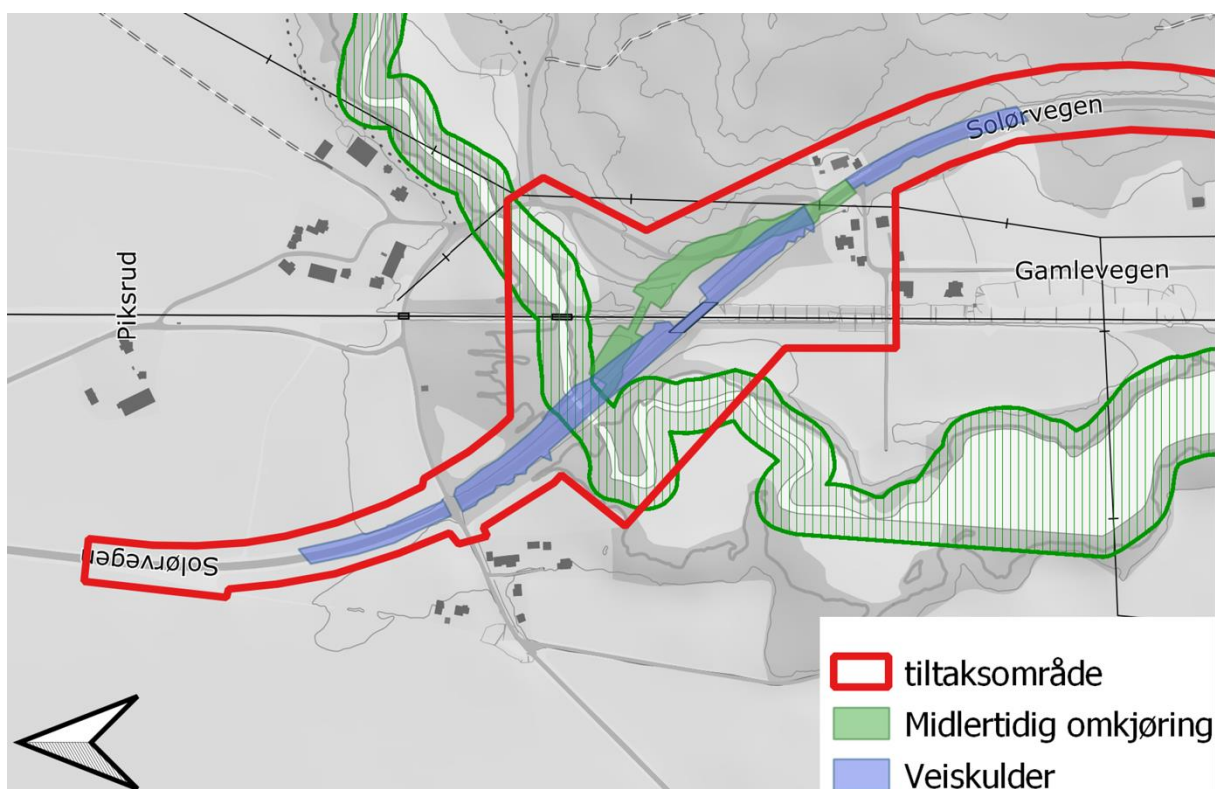 Solørvegen
Gamlevegen
Piksrud
Solørvegen
tiltaksområde
Midlertidig omkjøring
Veiskulder